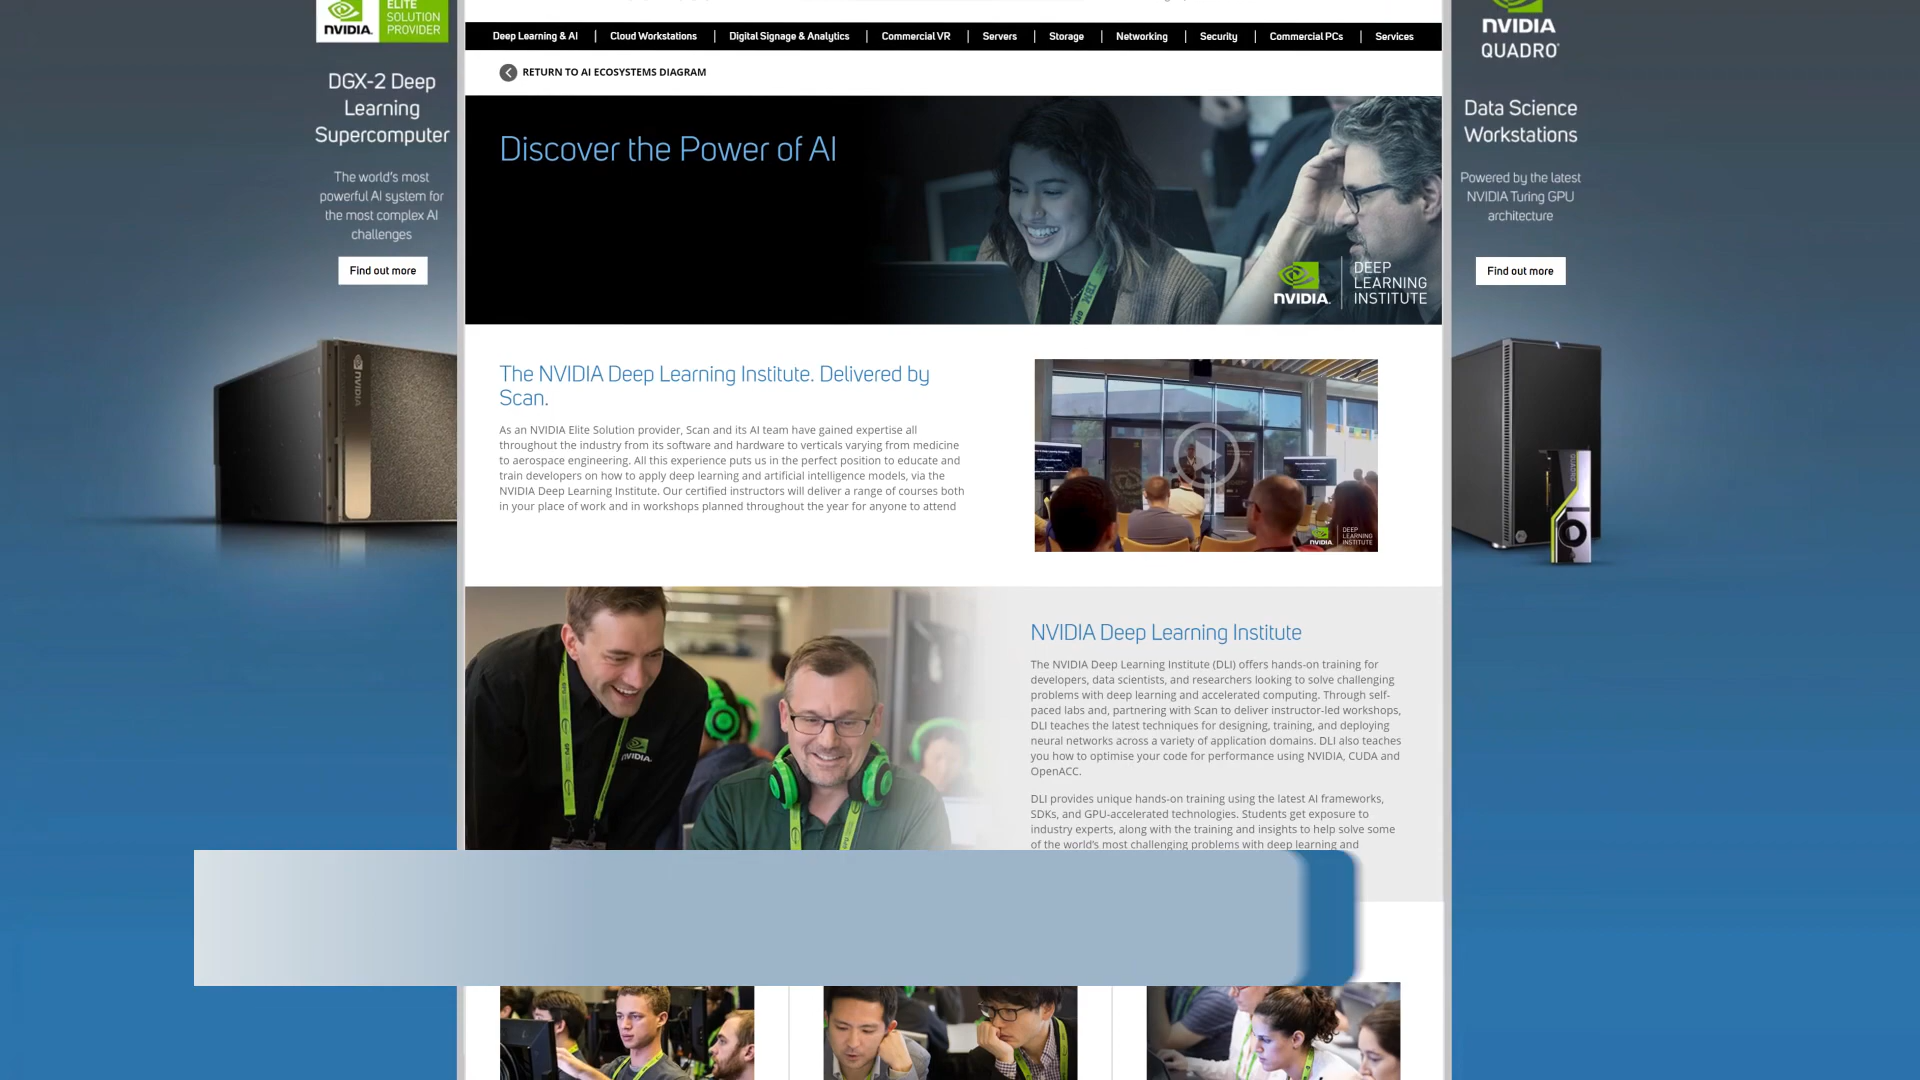 ELITE
SOLUTION
PROVIDER
NVIDIA.
DGX-2 Deep
Learning
Supercomputer
The world's most
powerful AI system for
the most complex AI
challenges
Find out more
NVIDIA
Deep Learning & AI | Cloud Workstations | Digital Signage & Analytics | Commercial VR | Servers | Storage | Networking | Security | Commercial PCs | Services
RETURN TO AI ECOSYSTEMS DIAGRAM
Discover the Power of AI
IBM
GPU
NVIDIA. DEEP
LEARNING
INSTITUTE
The NVIDIA Deep Learning Institute. Delivered by
Scan.
As an NVIDIA Elite Solution provider, Scan and its AI team have gained expertise all
throughout the industry from its software and hardware to verticals varying from medicine
to aerospace engineering. All this experience puts us in the perfect position to educate and
train developers on how to apply deep learning and artificial intelligence models, via the
NVIDIA Deep Learning Institute. Our certified instructors will deliver a range of courses both
in your place of work and in workshops planned throughout the year for anyone to attend
NVIDIA. DEEP
LEARNING
INSTITUTE
NVIDIA.
NVIDIA Deep Learning Institute
The NVIDIA Deep Learning Institute (DLI) offers hands-on training for
developers, data scientists, and researchers looking to solve challenging
problems with deep learning and accelerated computing. Through self-
paced labs and, partnering with Scan to deliver instructor-led workshops,
DLI teaches the latest techniques for designing, training, and deploying
neural networks across a variety of application domains. DLI also teaches
you how to optimise your code for performance using NVIDIA, CUDA and
OpenACC.
DLI provides unique hands-on training using the latest AI frameworks,
SDKs, and GPU-accelerated technologies. Students get exposure to
industry experts, along with the training and insights to help solve some
of the world's most challenging problems with deep learning and
NVIDIA
QUADRO
Data Science
Workstations
Powered by the latest
NVIDIA Turing GPU
architecture
Find out more
QUADRO